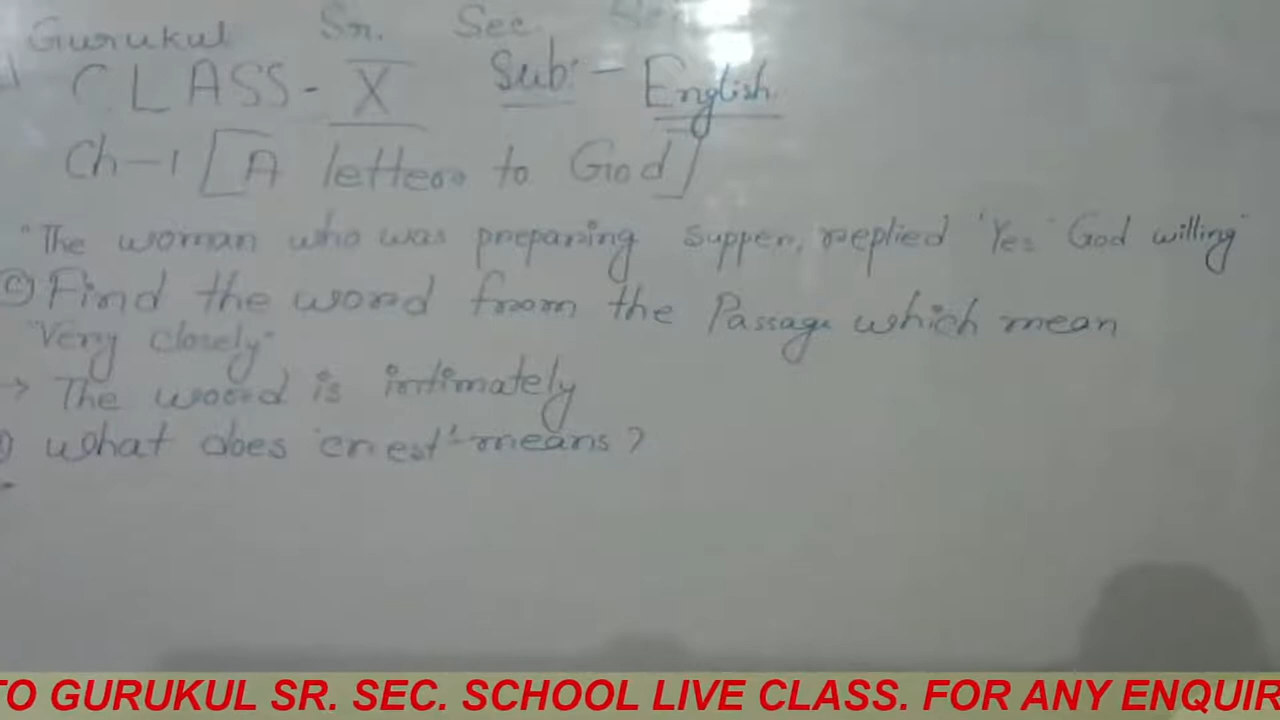 Gurukul Sr. Sec.
CLASS - X Sub:- English
Ch-1 [A letter to God]
"The woman who was preparing supper, replied 'Yes' God willing"
(c) Find the word from the Passage which mean
"Very closely"
→ The word is intimately
what does 'crest' means?
TO GURUKUL SR. SEC. SCHOOL LIVE CLASS. FOR ANY ENQUIR